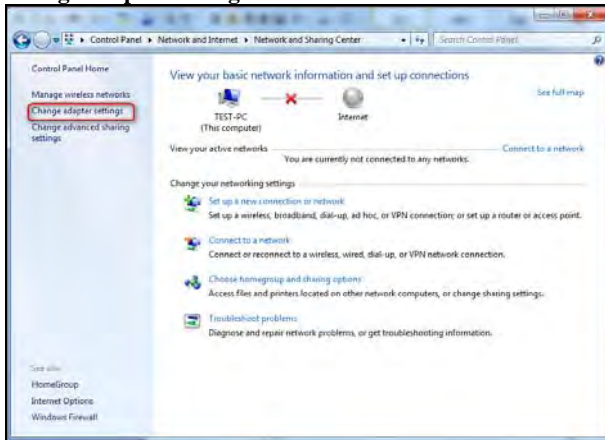 Control Panel ▸ Network and Internet ▸ Network and Sharing Center
Search Control Panel
Control Panel Home
Manage wireless networks
Change adapter settings
Change advanced sharing
settings
View your basic network information and set up connections
See full map
TEST-PC
(This computer)
Internet
View your active networks
Connect to a network
You are currently not connected to any networks.
Change your networking settings
Set up a new connection or network
Set up a wireless, broadband, dial-up, ad hoc, or VPN connection; or set up a router or access point.
Connect to a network
Connect or reconnect to a wireless, wired, dial-up, or VPN network connection.
Choose homegroup and sharing options
Access files and printers located on other network computers, or change sharing settings.
Troubleshoot problems
Diagnose and repair network problems, or get troubleshooting information.
See also
HomeGroup
Internet Options
Windows Firewall